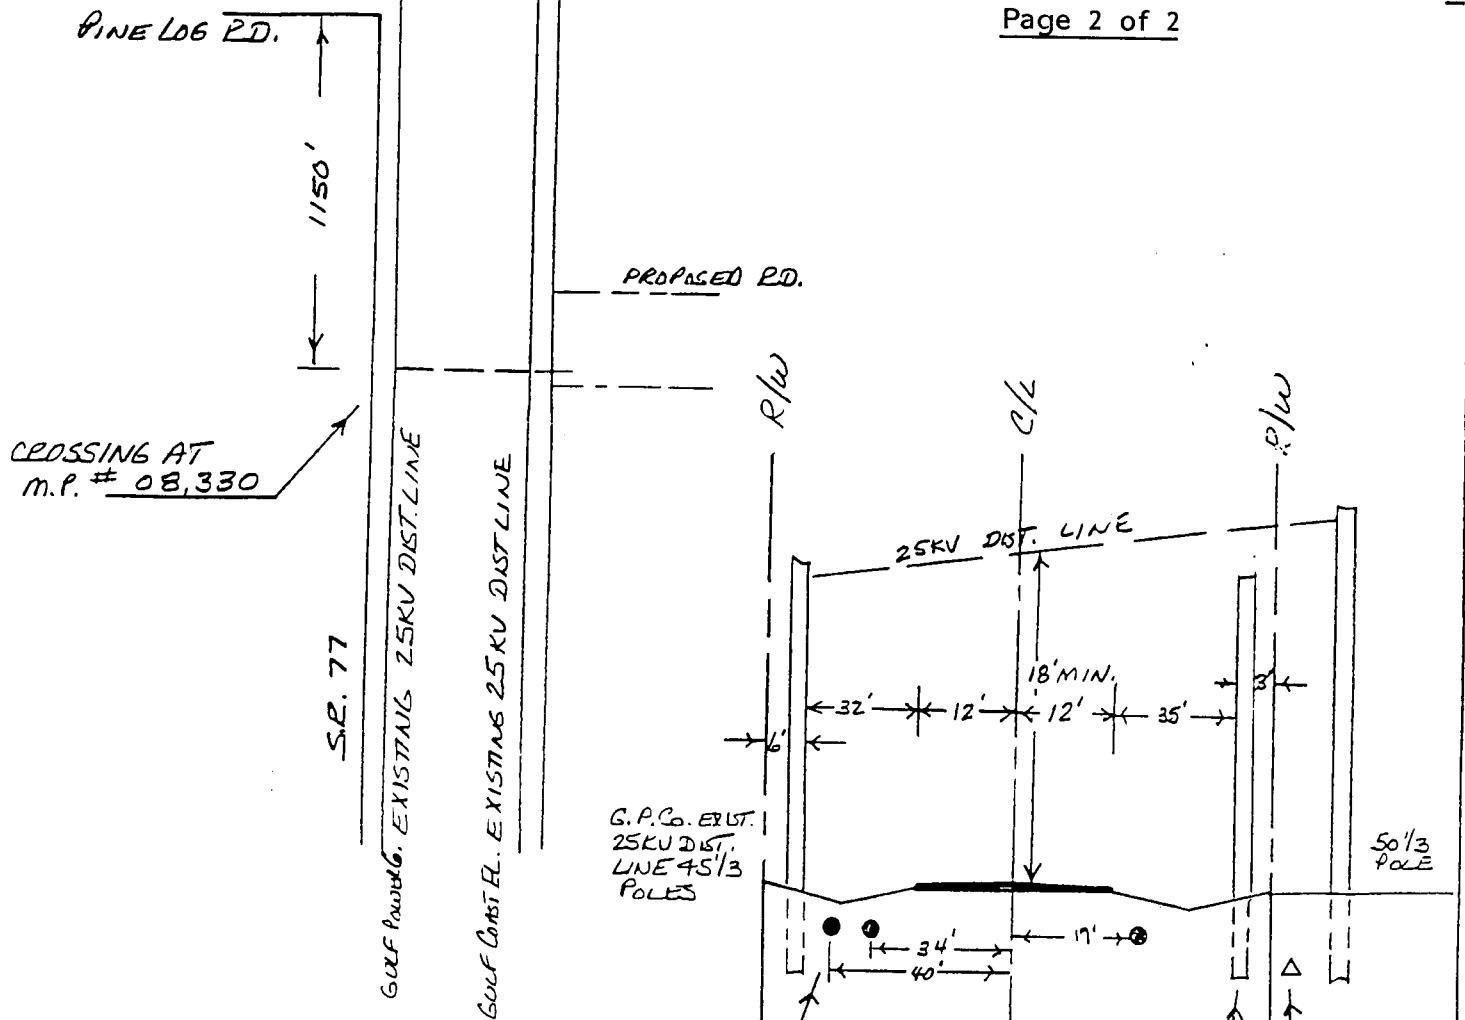 Page 2 of 2
PINE LOG RD.
1150'
PROPOSED RD.
CROSSING AT
M.P. # 08,330
S.R. 77
GULF POWER CO. EXISTING 25KV DIST. LINE
GULF COAST EL. EXISTING 25KV DIST LINE
R/W
C/L
R/W
25KV DIST. LINE
18' MIN.
3'
32'
12'
12'
35'
6'
G.P.Co. EXIST.
25KV DIST.
LINE 45'/3
POLES
50'/3
POLE
34'
40'